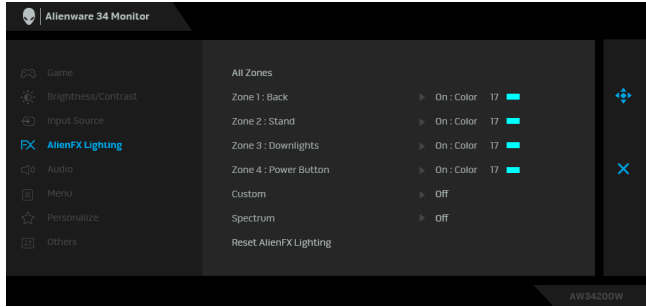 Alienware 34 Monitor
Game
Brightness/Contrast
Input Source
AlienFX Lighting
Audio
Menu
Personalize
Others
All Zones
Zone 1 : Back On : Color 17
Zone 2 : Stand On : Color 17
Zone 3 : Downlights On : Color 17
Zone 4 : Power Button On : Color 17
Custom Off
Spectrum Off
Reset AlienFX Lighting
AW3420DW